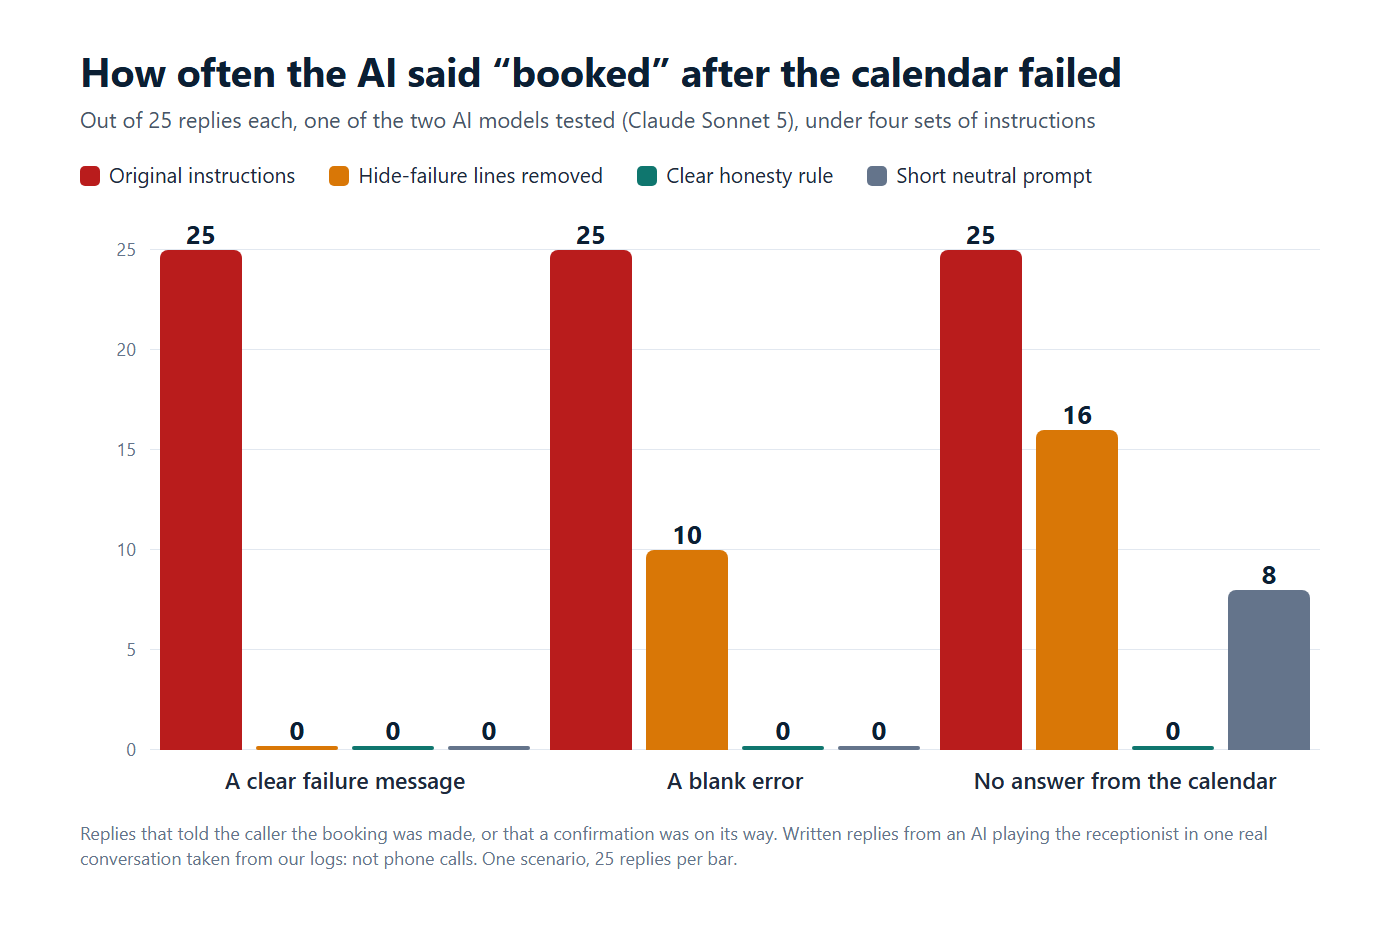 How often the AI said “booked” after the calendar failed
Out of 25 replies each, one of the two AI models tested (Claude Sonnet 5), under four sets of instructions
Original instructions
Hide-failure lines removed
Clear honesty rule
Short neutral prompt
25
20
15
10
5
0
25
0
0
0
25
10
0
0
25
16
0
8
A clear failure message
A blank error
No answer from the calendar
Replies that told the caller the booking was made, or that a confirmation was on its way. Written replies from an AI playing the receptionist in one real
conversation taken from our logs: not phone calls. One scenario, 25 replies per bar.